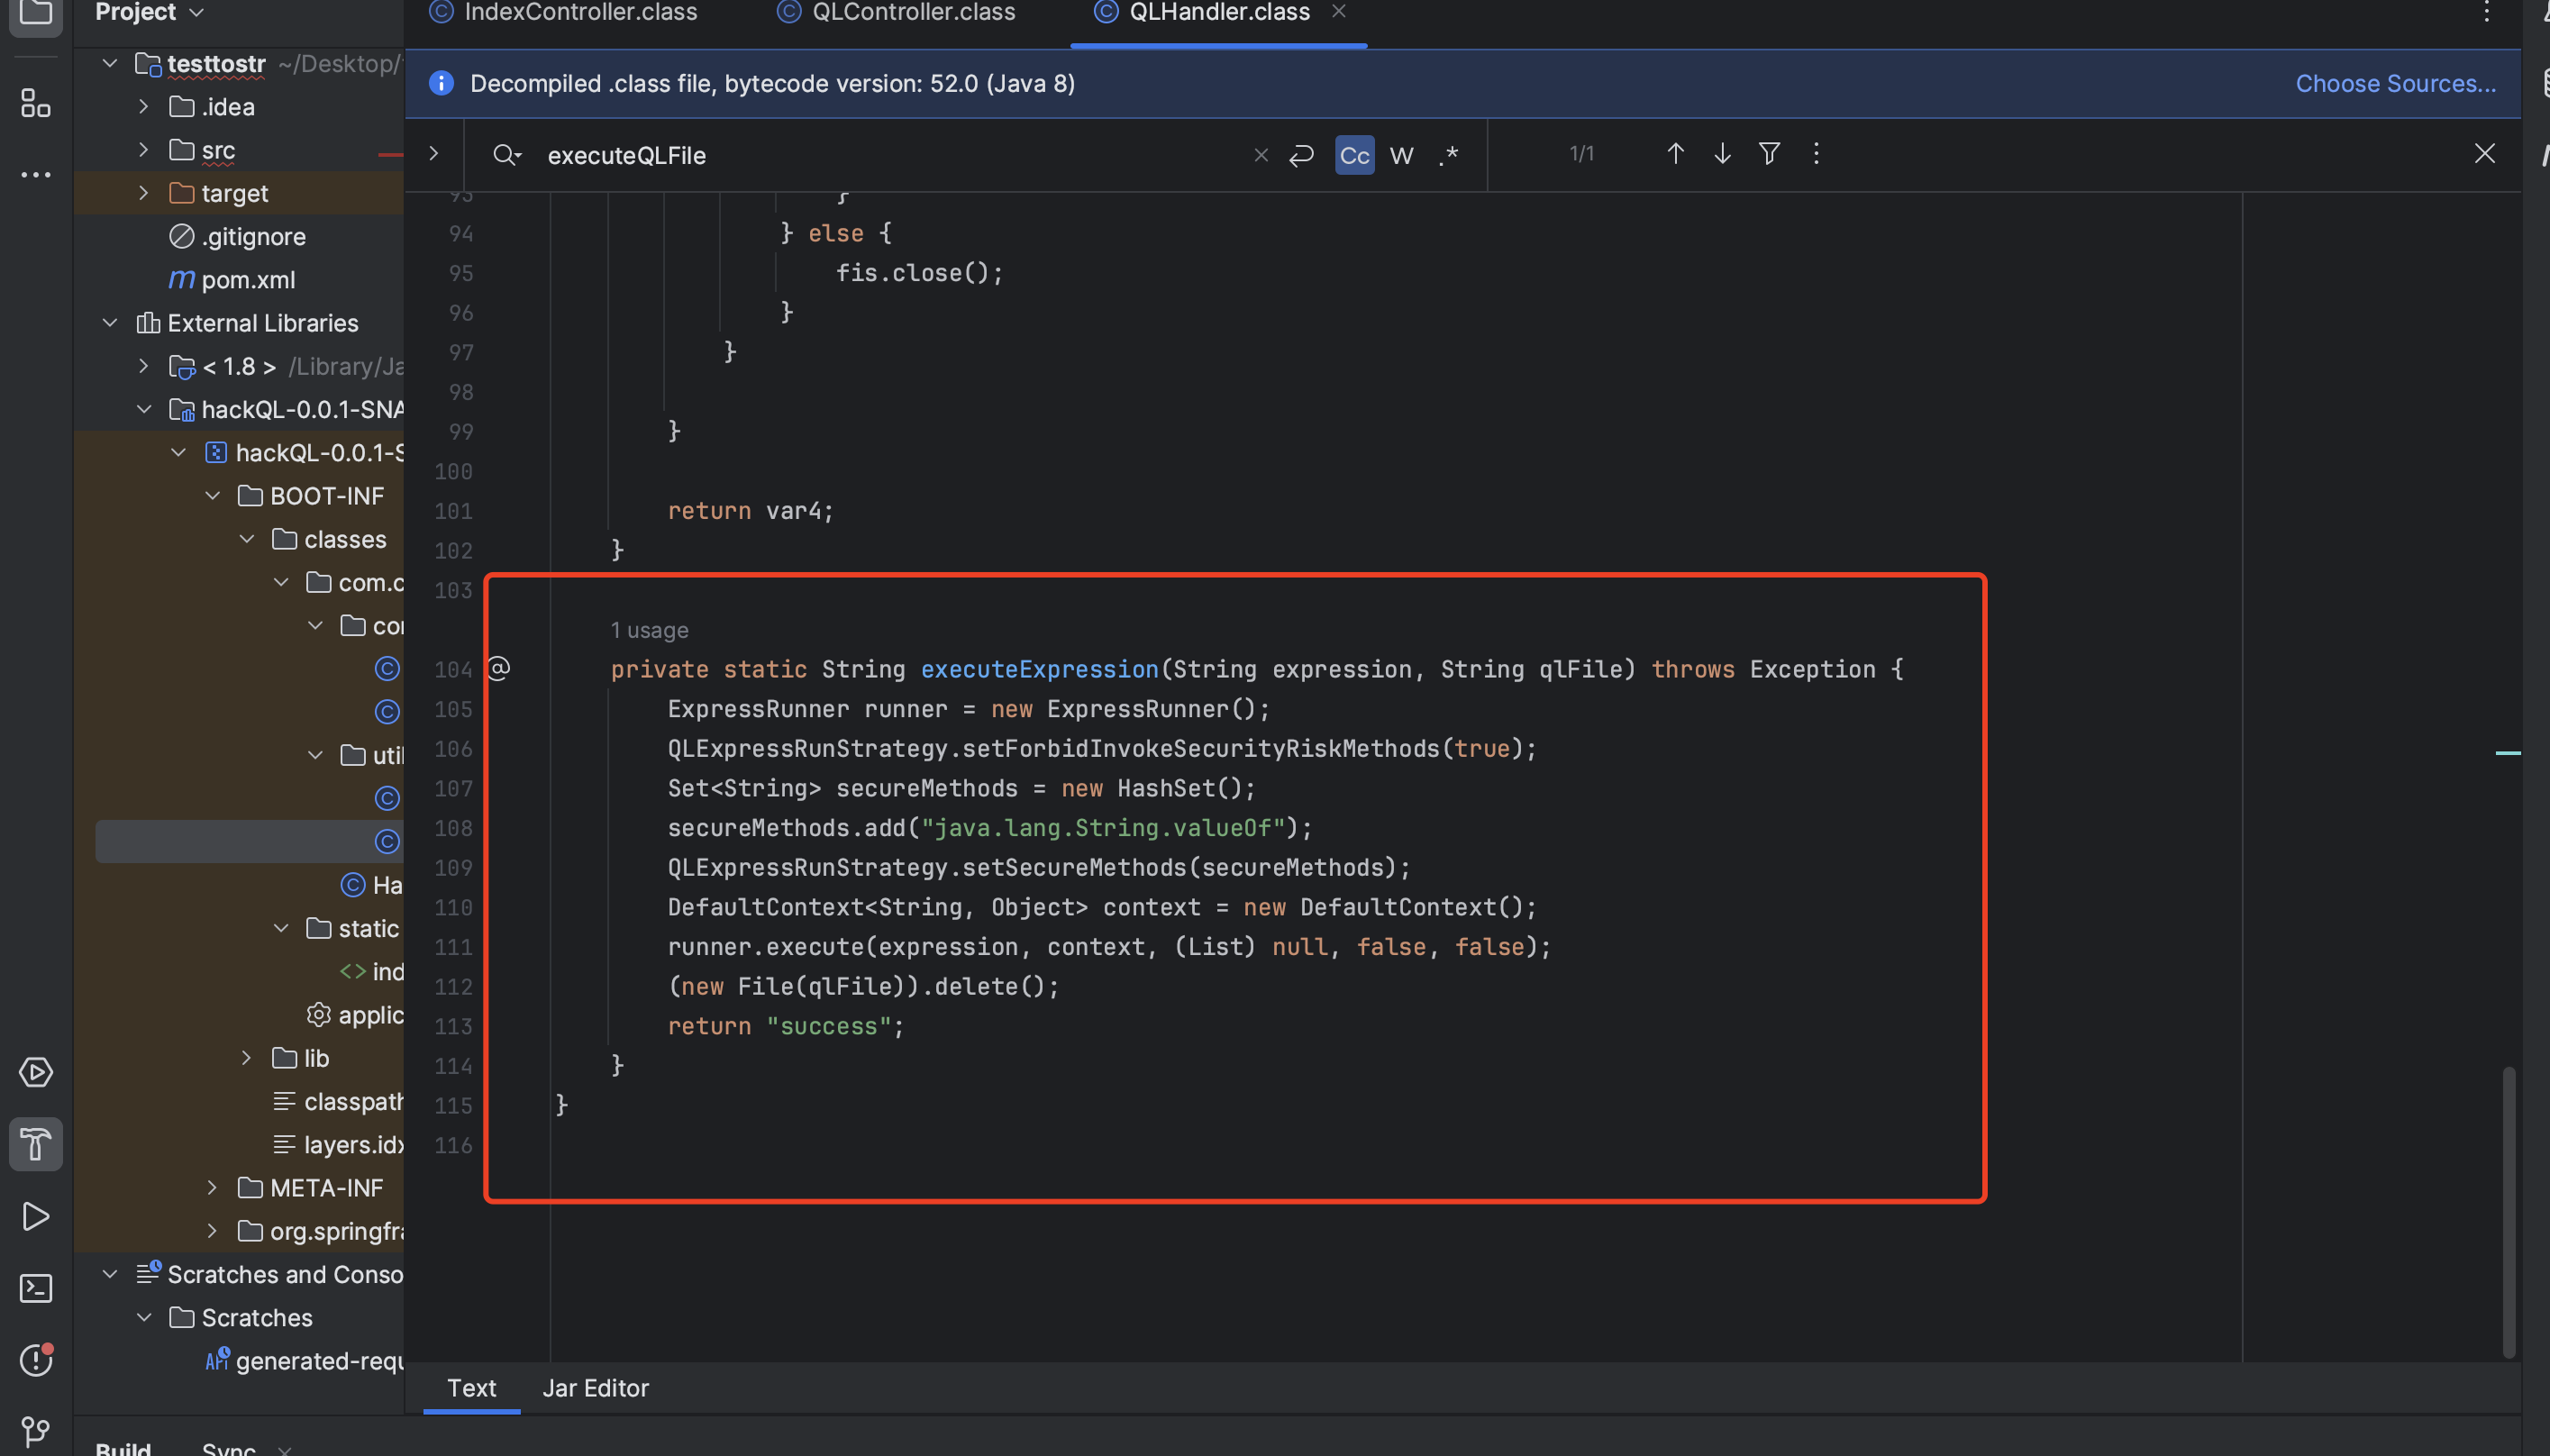 Project
IndexController.class
QLController.class
QLHandler.class
testtostr ~/Desktop/
Decompiled .class file, bytecode version: 52.0 (Java 8)
Choose Sources...
.idea
src
executeQLFile
Cc
W
.*
1/1
target
.gitignore
pom.xml
External Libraries
< 1.8 > /Library/Ja
hackQL-0.0.1-SNA
hackQL-0.0.1-S
BOOT-INF
classes
com.c
con
util
Ha
static
ind
applic
lib
classpath
layers.idx
META-INF
org.springfra
Scratches and Conso
Scratches
API generated-requ
93 }
94 } else {
95 fis.close();
96 }
97 }
98
99 }
100
101 return var4;
102 }
103
1 usage
104 @ private static String executeExpression(String expression, String qlFile) throws Exception {
105 ExpressRunner runner = new ExpressRunner();
106 QLExpressRunStrategy.setForbidInvokeSecurityRiskMethods(true);
107 Set<String> secureMethods = new HashSet();
108 secureMethods.add("java.lang.String.valueOf");
109 QLExpressRunStrategy.setSecureMethods(secureMethods);
110 DefaultContext<String, Object> context = new DefaultContext();
111 runner.execute(expression, context, (List) null, false, false);
112 (new File(qlFile)).delete();
113 return "success";
114 }
115 }
116
Text
Jar Editor
Build
Sync